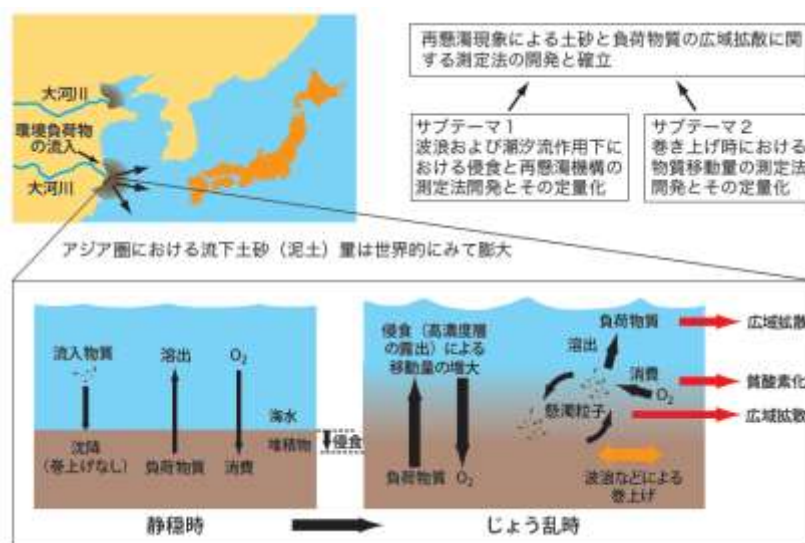 大河川
環境負荷物
の流入
大河川
再懸濁現象による土砂と負荷物質の広域拡散に関
する測定法の開発と確立
サブテーマ1
波浪および潮汐流作用下に
おける侵食と再懸濁機構の
測定法開発とその定量化
サブテーマ2
巻き上げ時における
物質移動量の測定法
開発とその定量化
アジア圏における流下土砂(泥土)量は世界的にみて膨大
流入物質
沈降
(巻上げなし)
溶出
負荷物質
O₂
消費
海水
堆積物
侵食
静穏時
侵食(高濃度層
の露出)による
移動量の増大
負荷物質
O₂
負荷物質
溶出
消費
O₂
懸濁粒子
波浪などによる
巻上げ
広域拡散
貧酸素化
広域拡散
じょう乱時